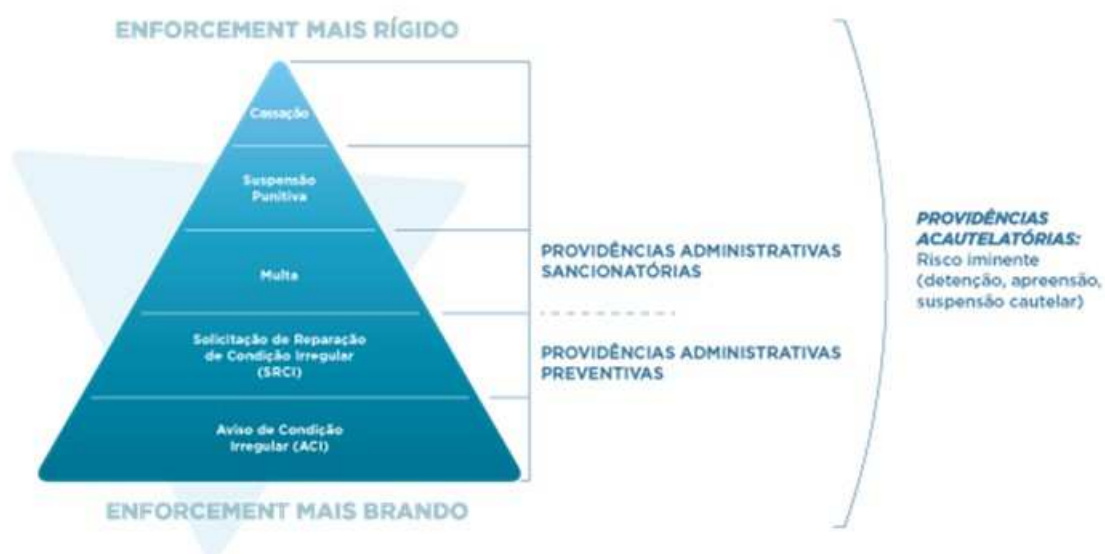 ENFORCEMENT MAIS RÍGIDO
Cassação
Suspensão
Punitiva
Multa
Solicitação de Reparação
de Condição Irregular
(SRCI)
Aviso de Condição
Irregular (ACI)
ENFORCEMENT MAIS BRANDO
PROVIDÊNCIAS ADMINISTRATIVAS
SANCIONATÓRIAS
PROVIDÊNCIAS ADMINISTRATIVAS
PREVENTIVAS
PROVIDÊNCIAS
ACAUTELATÓRIAS:
Risco iminente
(detenção, apreensão,
suspensão cautelar)